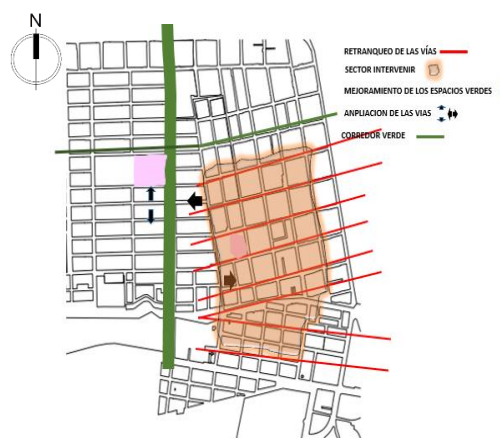 N
RETRANQUEO DE LAS VÍAS
SECTOR INTERVENIR
MEJORAMIENTO DE LOS ESPACIOS VERDES
ANPLIACION DE LAS VIAS
CORREDOR VERDE